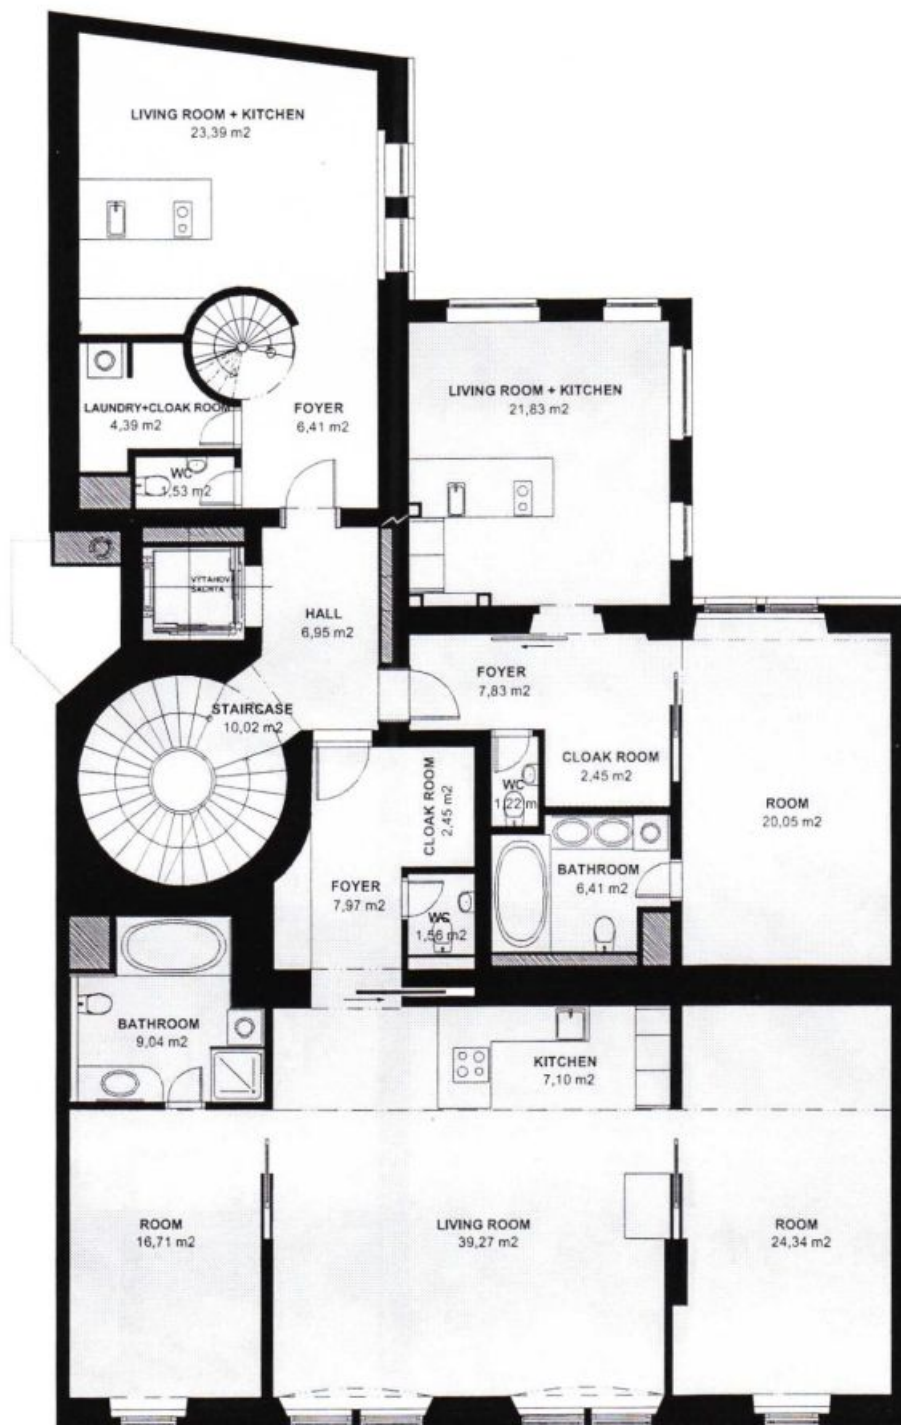 LIVING ROOM + KITCHEN
23,39 m2
LAUNDRY+CLOAK ROOM
4,39 m2
FOYER
6,41 m2
WC
1,53 m2
LIVING ROOM + KITCHEN
21,83 m2
VÝTAHOVÁ
ŠACHTA
HALL
6,95 m2
STAIRCASE
10,02 m2
FOYER
7,83 m2
CLOAK ROOM
2,45 m2
WC
1,22 m
ROOM
20,05 m2
CLOAK ROOM
2,45 m2
FOYER
7,97 m2
WC
1,56 m2
BATHROOM
6,41 m2
BATHROOM
9,04 m2
KITCHEN
7,10 m2
ROOM
16,71 m2
LIVING ROOM
39,27 m2
ROOM
24,34 m2